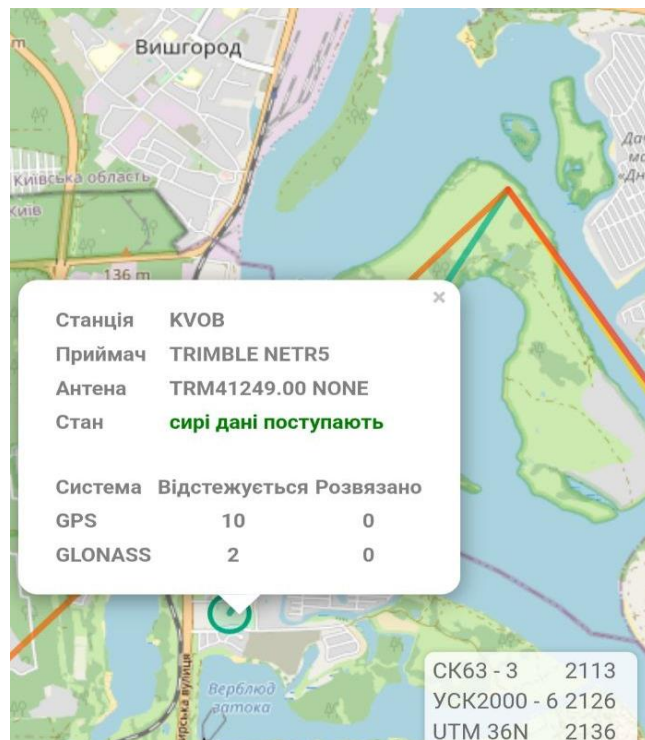 Вишгород
Київська область
Київ
136 m
Станція KVOB
Приймач TRIMBLE NETR5
Антена TRM41249.00 NONE
Стан сирі дані поступають
Система Відстежується Розвязано
GPS 10 0
GLONASS 2 0
Верблюд
затока
вулиця
СК63 - 3 2113
УСК2000 - 6 2126
UTM 36N 2136